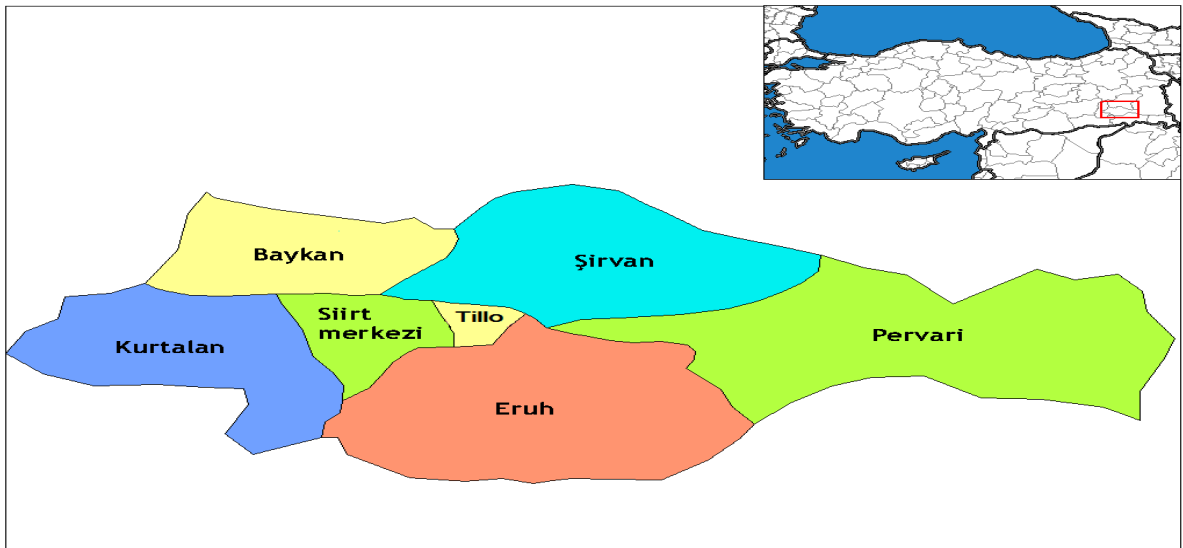 Baykan
Şirvan
Siirt
merkezi
Tillo
Kurtalan
Pervari
Eruh